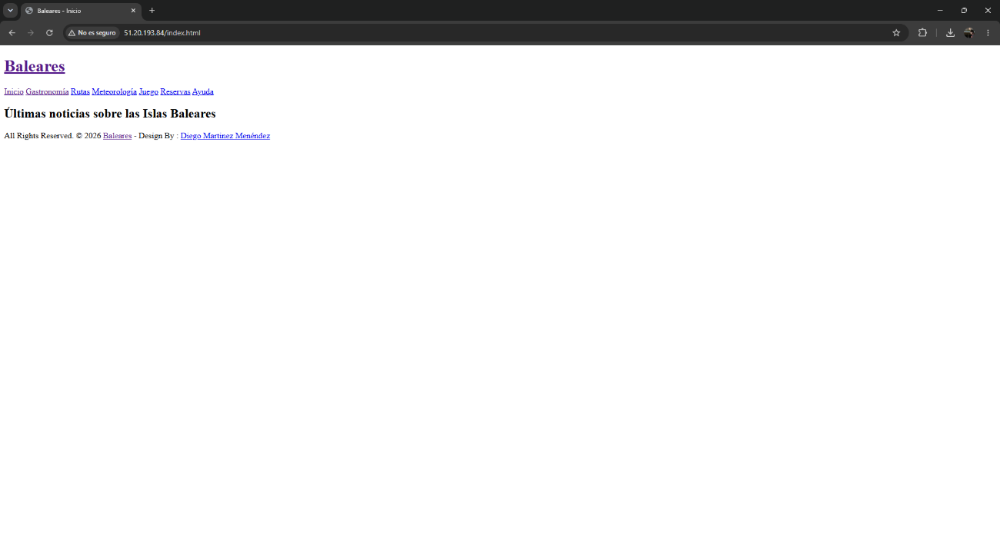 Baleares - Inicio
No es seguro 51.20.193.84/index.html
Baleares
Inicio Gastronomía Rutas Meteorología Juego Reservas Ayuda
Últimas noticias sobre las Islas Baleares
All Rights Reserved. © 2026 Baleares - Design By : Diego Martínez Menéndez